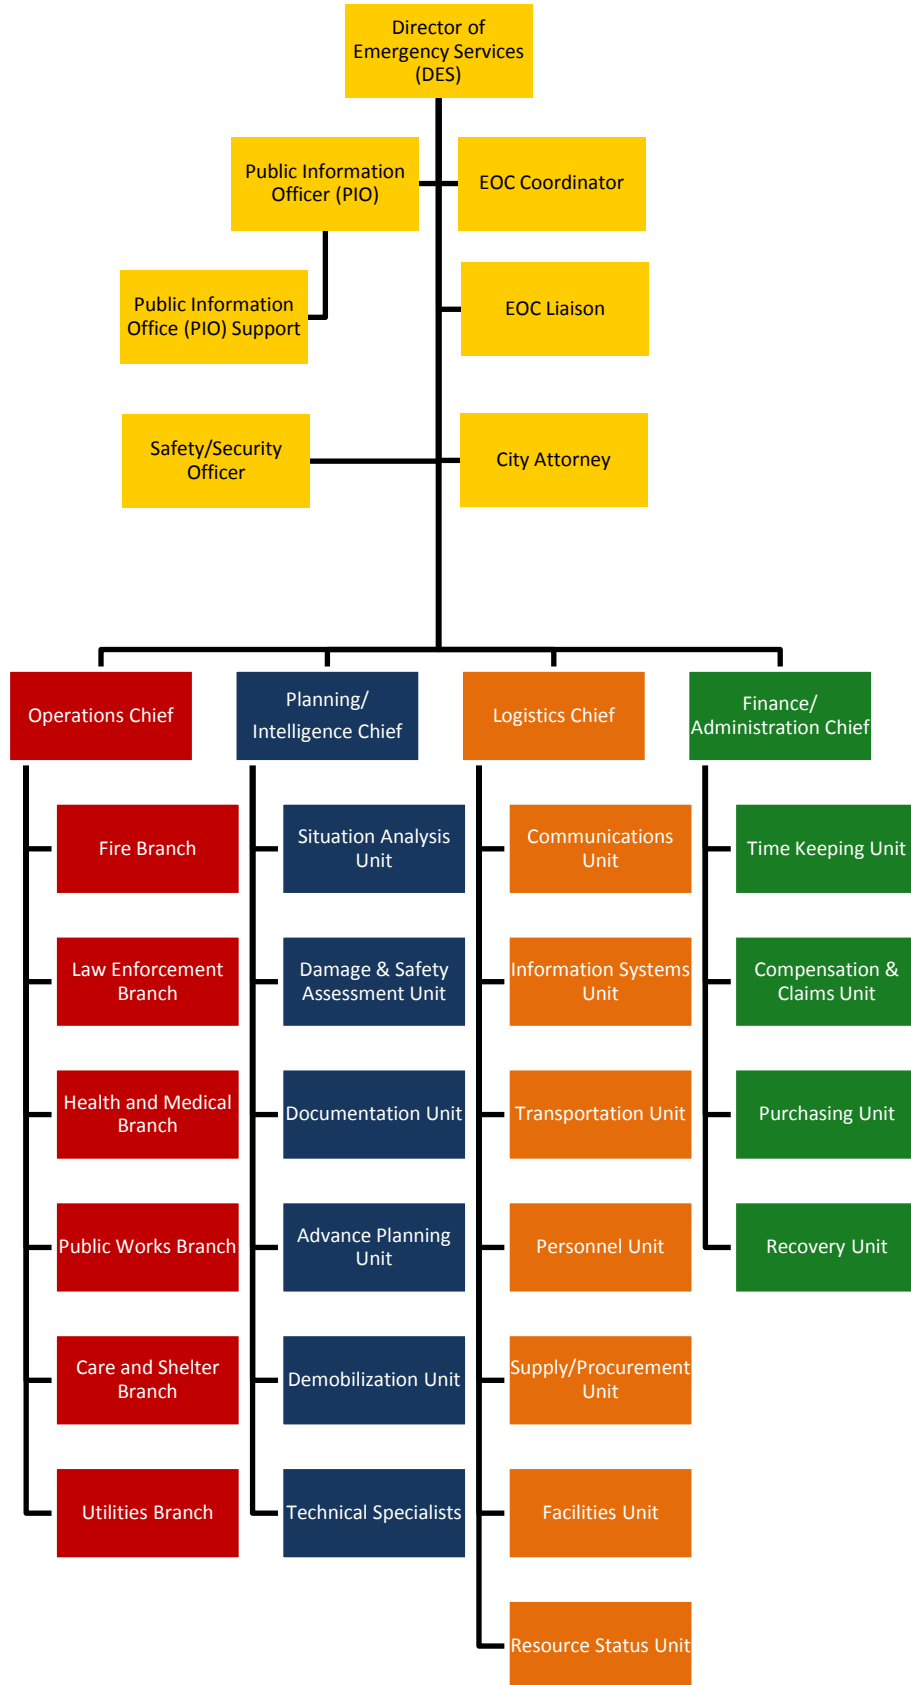 Director of
Emergency Services
(DES)
Public Information
Officer (PIO)
EOC Coordinator
Public Information
Office (PIO) Support
EOC Liaison
Safety/Security
Officer
City Attorney
Operations Chief
Planning/
Intelligence Chief
Logistics Chief
Finance/
Administration Chief
Fire Branch
Situation Analysis
Unit
Communications
Unit
Time Keeping Unit
Law Enforcement
Branch
Damage & Safety
Assessment Unit
Information Systems
Unit
Compensation &
Claims Unit
Health and Medical
Branch
Documentation Unit
Transportation Unit
Purchasing Unit
Public Works Branch
Advance Planning
Unit
Personnel Unit
Recovery Unit
Care and Shelter
Branch
Demobilization Unit
Supply/Procurement
Unit
Utilities Branch
Technical Specialists
Facilities Unit
Resource Status Unit